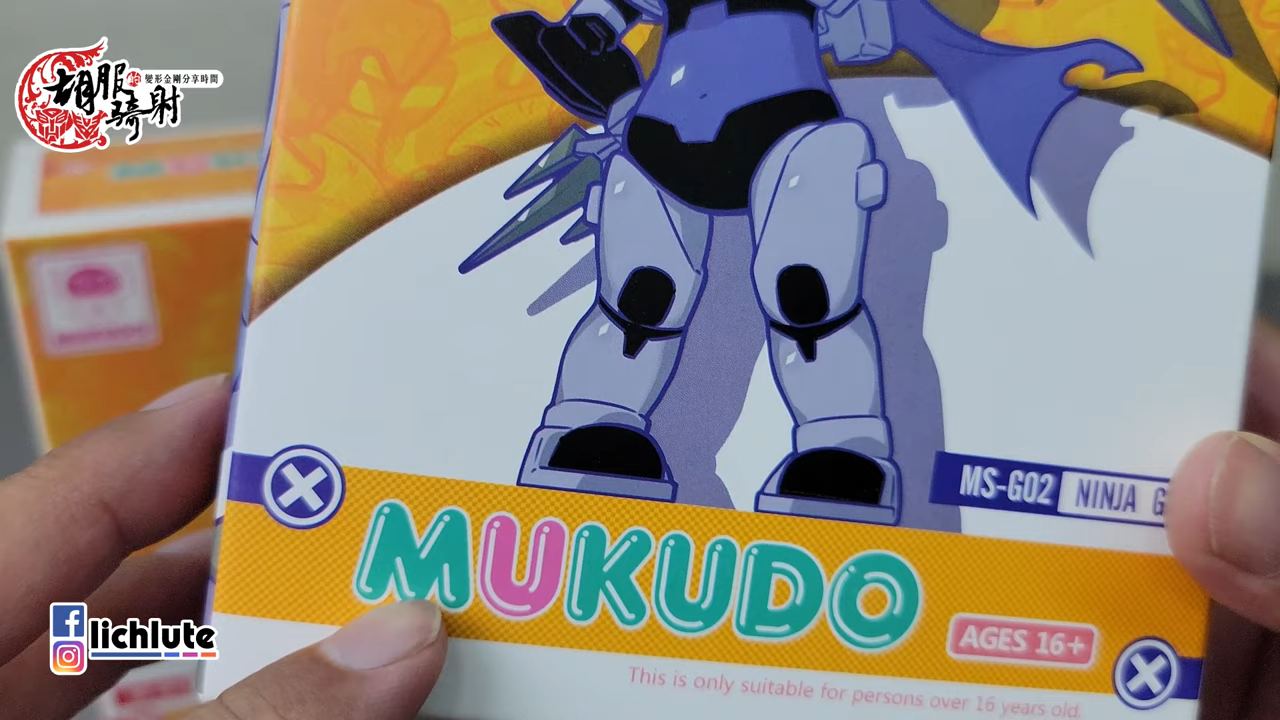 胡服騎射
變形金剛分享時間
MS-G02 NINJA G
MUKUDO
AGES 16+
This is only suitable for persons over 16 years old.
lichlute